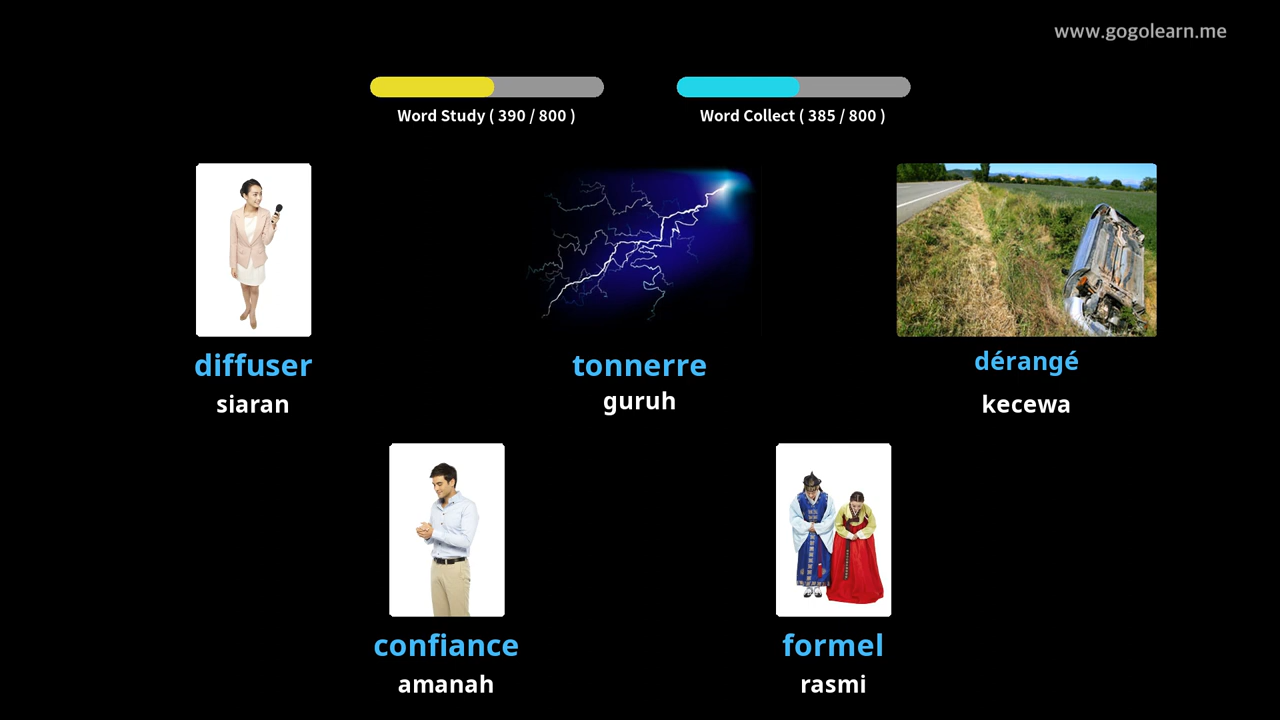 www.gogolearn.me
Word Study ( 390 / 800 )
Word Collect ( 385 / 800 )
diffuser
siaran
tonnerre
guruh
dérangé
kecewa
confiance
amanah
formel
rasmi